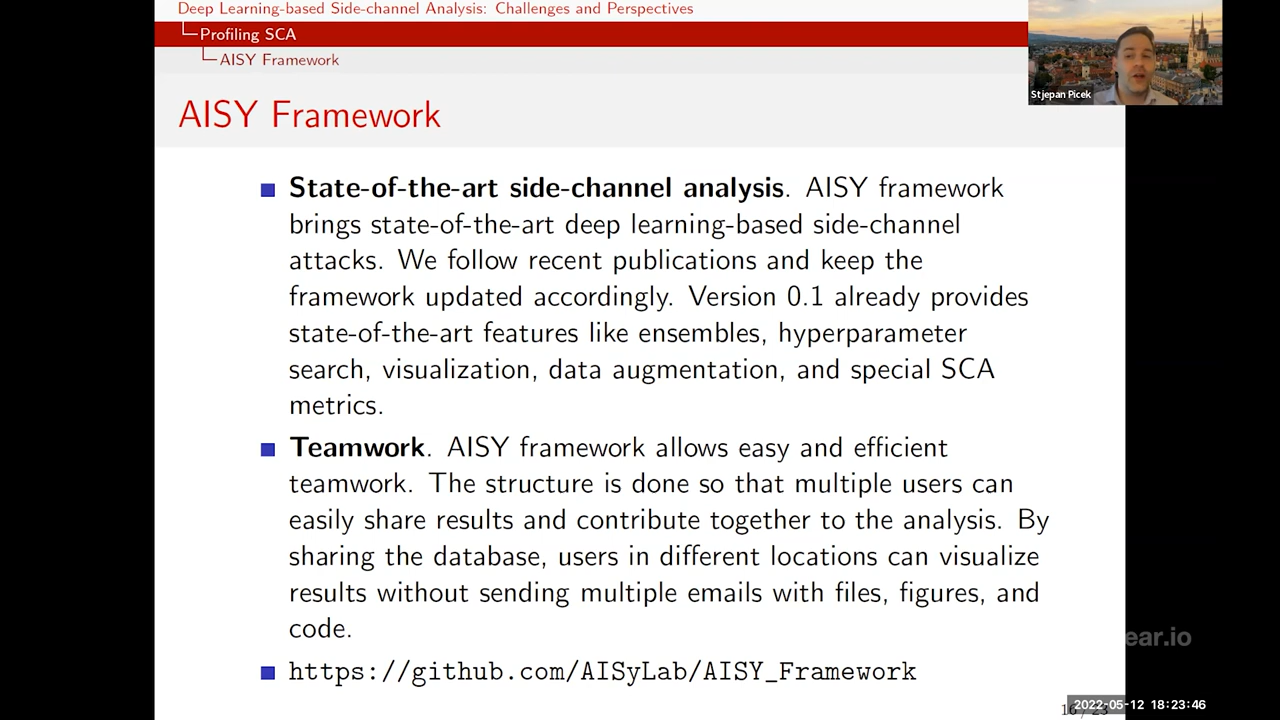 Deep Learning-based Side-channel Analysis: Challenges and Perspectives
Profiling SCA
AISY Framework
Stjepan Picek
AISY Framework
State-of-the-art side-channel analysis. AISY framework
brings state-of-the-art deep learning-based side-channel
attacks. We follow recent publications and keep the
framework updated accordingly. Version 0.1 already provides
state-of-the-art features like ensembles, hyperparameter
search, visualization, data augmentation, and special SCA
metrics.
Teamwork. AISY framework allows easy and efficient
teamwork. The structure is done so that multiple users can
easily share results and contribute together to the analysis. By
sharing the database, users in different locations can visualize
results without sending multiple emails with files, figures, and
code.
ear.io
https://github.com/AISyLab/AISY_Framework
2022-05-12 18:23:46